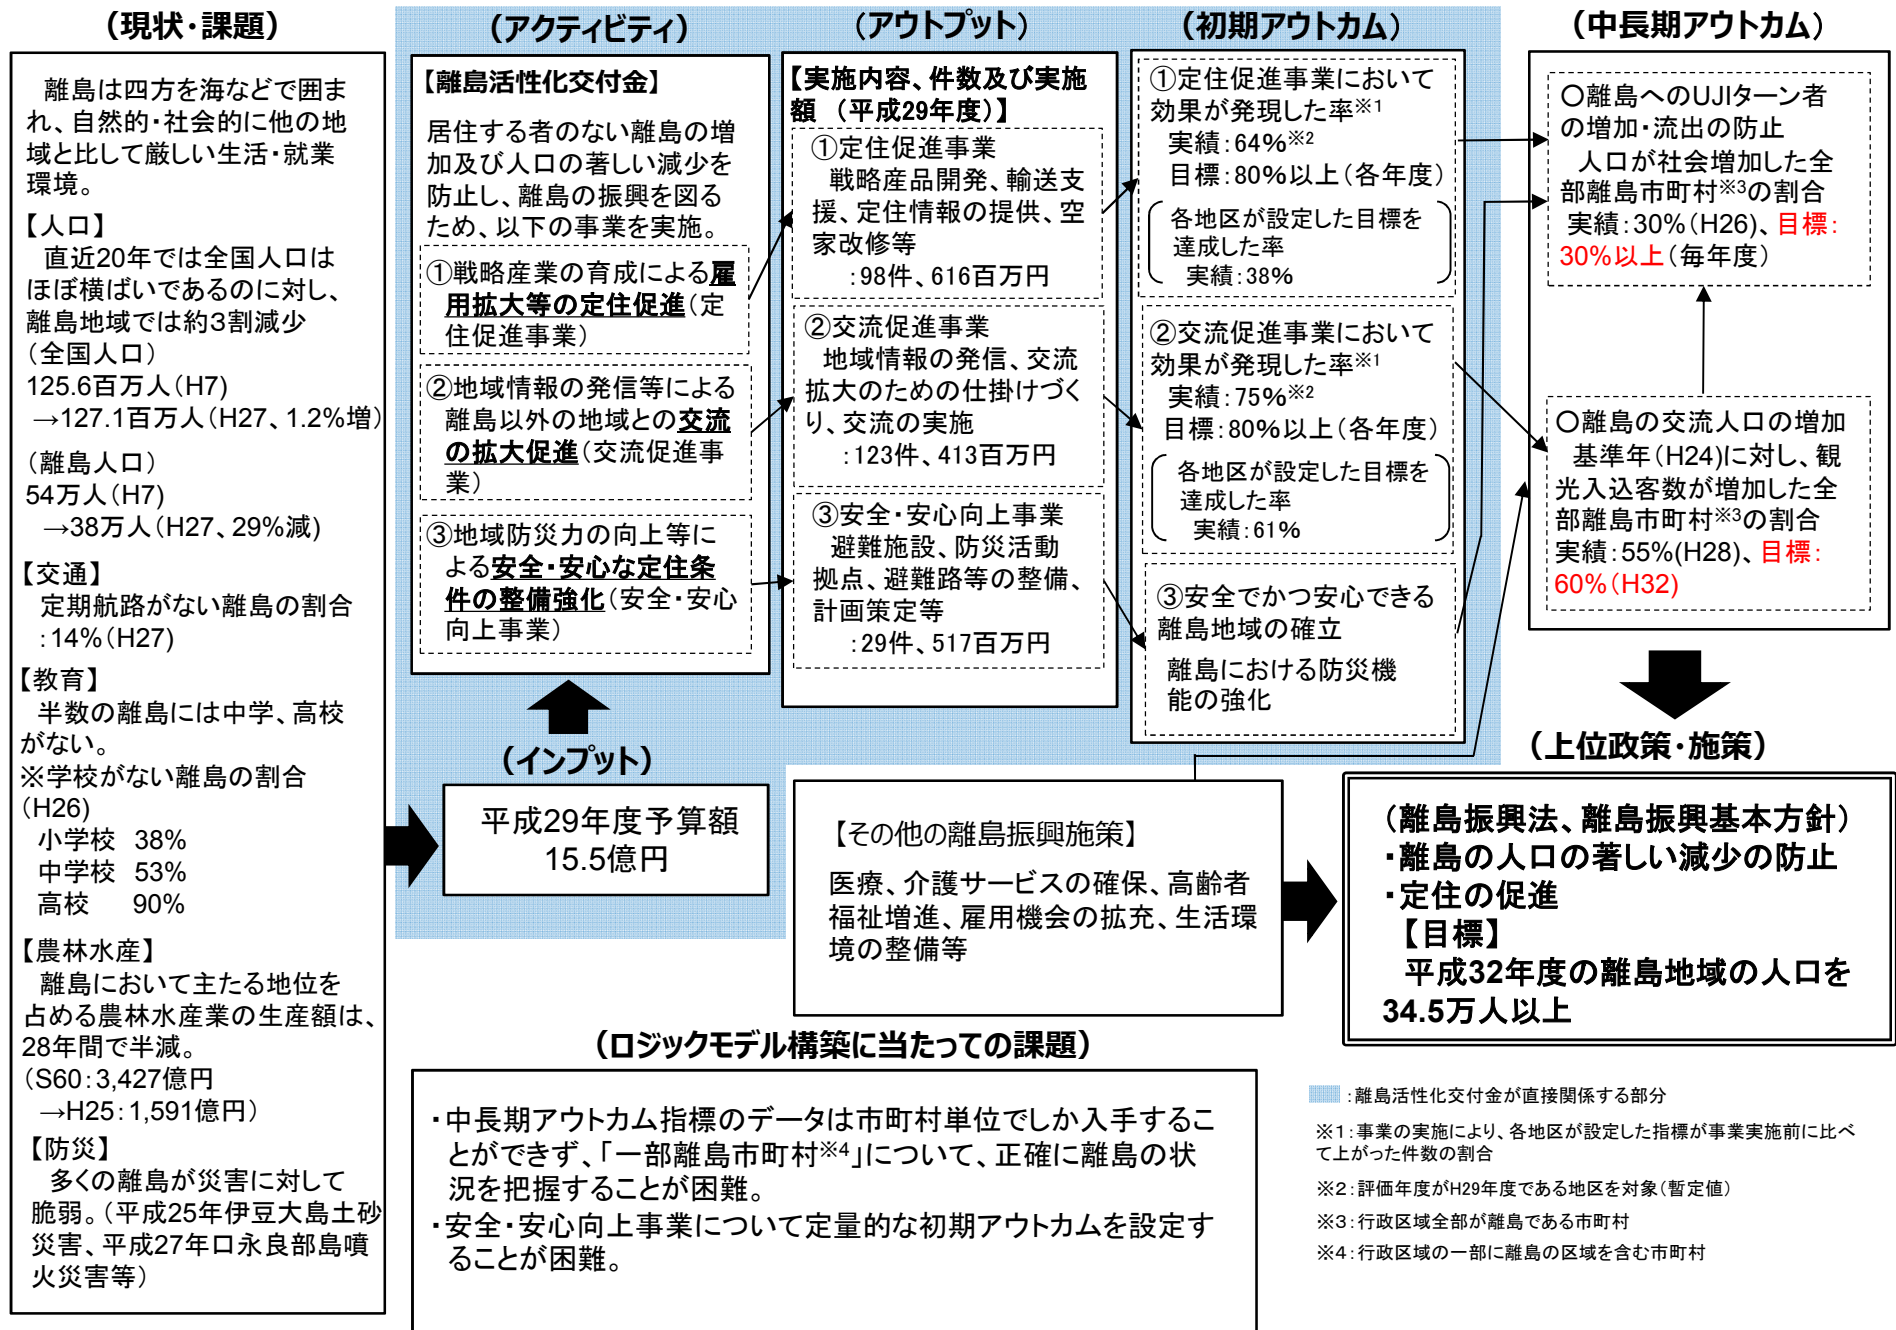 （現状・課題）
離島は四方を海などで囲ま
れ、自然的・社会的に他の地
域と比して厳しい生活・就業
環境。
【人口】
直近20年では全国人口は
ほぼ横ばいであるのに対し、
離島地域では約３割減少
（全国人口）
125.6百万人（H7）
→127.1百万人（H27、1.2%増）
（離島人口）
54万人（H7）
→38万人（H27、29%減）
【交通】
定期航路がない離島の割合
：14%（H27）
【教育】
半数の離島には中学、高校
がない。
※学校がない離島の割合
（H26）
小学校 38%
中学校 53%
高校 90%
【農林水産】
離島において主たる地位を
占める農林水産業の生産額は、
28年間で半減。
（S60：3,427億円
→H25：1,591億円）
【防災】
多くの離島が災害に対して
脆弱。（平成25年伊豆大島土砂
災害、平成27年口永良部島噴
火災害等）
（アクティビティ）
【離島活性化交付金】
居住する者のない離島の増
加及び人口の著しい減少を
防止し、離島の振興を図る
ため、以下の事業を実施。
①戦略産業の育成による雇
用拡大等の定住促進（定
住促進事業）
②地域情報の発信等による
離島以外の地域との交流
の拡大促進（交流促進事
業）
③地域防災力の向上等に
よる安全・安心な定住条
件の整備強化（安全・安心
向上事業）
（インプット）
平成29年度予算額
15.5億円
（アウトプット）
【実施内容、件数及び実施
額 （平成29年度）】
①定住促進事業
戦略産品開発、輸送支
援、定住情報の提供、空
家改修等
：98件、616百万円
②交流促進事業
地域情報の発信、交流
拡大のための仕掛けづく
り、交流の実施
：123件、413百万円
③安全・安心向上事業
避難施設、防災活動
拠点、避難路等の整備、
計画策定等
：29件、517百万円
（初期アウトカム）
①定住促進事業において
効果が発現した率※1
実績：64%※2
目標：80%以上（各年度）
各地区が設定した目標を
達成した率
実績：38%
②交流促進事業において
効果が発現した率※1
実績：75%※2
目標：80%以上（各年度）
各地区が設定した目標を
達成した率
実績：61%
③安全でかつ安心できる
離島地域の確立
離島における防災機
能の強化
（中長期アウトカム）
○離島へのUJIターン者
の増加・流出の防止
人口が社会増加した全
部離島市町村※3の割合
実績：30%（H26）、目標：
30%以上（毎年度）
○離島の交流人口の増加
基準年（H24）に対し、観
光入込客数が増加した全
部離島市町村※3の割合
実績：55%(H28)、目標：
60%（H32）
【その他の離島振興施策】
医療、介護サービスの確保、高齢者
福祉増進、雇用機会の拡充、生活環
境の整備等
（上位政策・施策）
（離島振興法、離島振興基本方針）
・離島の人口の著しい減少の防止
・定住の促進
【目標】
平成32年度の離島地域の人口を
34.5万人以上
（ロジックモデル構築に当たっての課題）
・中長期アウトカム指標のデータは市町村単位でしか入手するこ
とができず、「一部離島市町村※4」について、正確に離島の状
況を把握することが困難。
・安全・安心向上事業について定量的な初期アウトカムを設定す
ることが困難。
：離島活性化交付金が直接関係する部分
※1：事業の実施により、各地区が設定した指標が事業実施前に比べ
て上がった件数の割合
※2：評価年度がH29年度である地区を対象（暫定値）
※3：行政区域全部が離島である市町村
※4：行政区域の一部に離島の区域を含む市町村